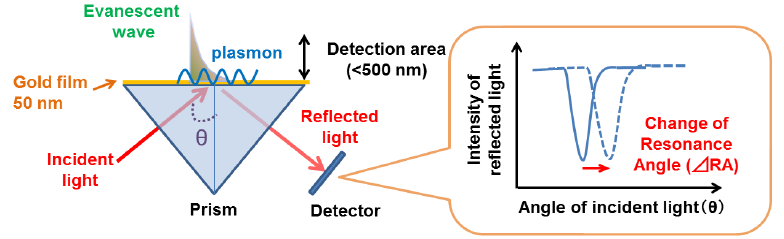 Evanescent
wave
plasmon
Detection area
(<500 nm)
Gold film
50 nm
θ
Reflected
light
Incident
light
Prism
Detector
Intensity of
reflected light
Change of
Resonance
Angle (⊿RA)
Angle of incident light(θ)